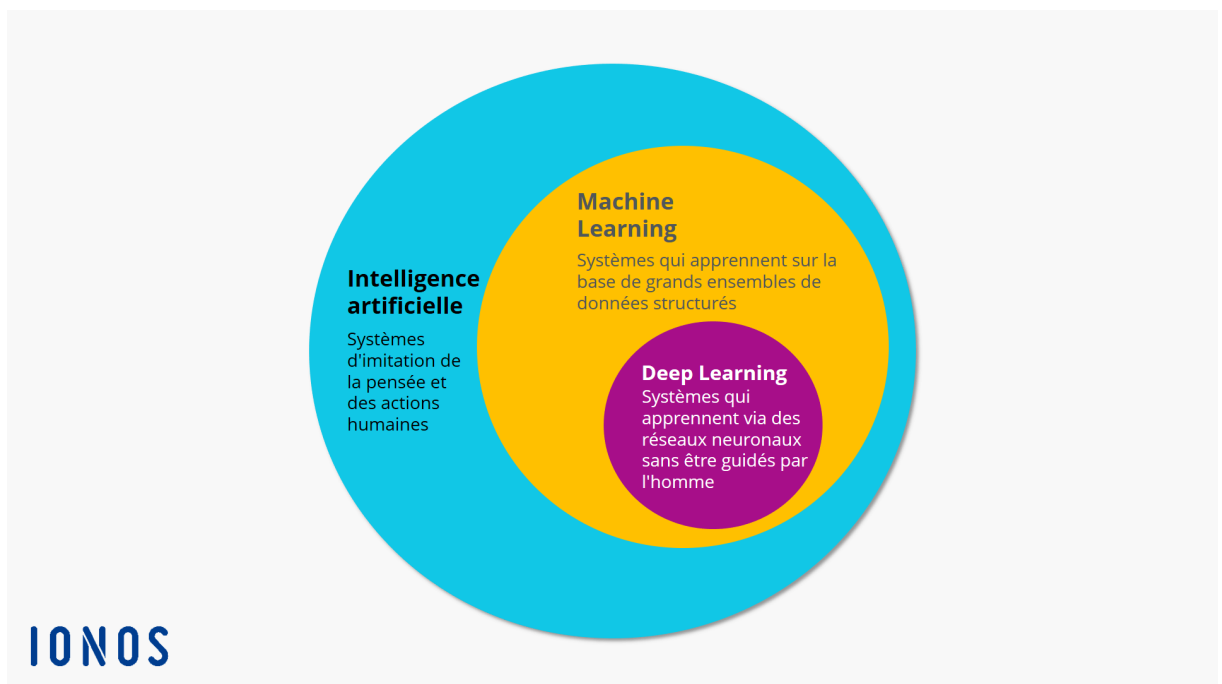 Machine
Learning
Systèmes qui apprennent sur la
base de grands ensembles de
données structurés
Intelligence
artificielle
Systèmes
d'imitation de
la pensée et
des actions
humaines
Deep Learning
Systèmes qui
apprennent via des
réseaux neuronaux
sans être guidés par
l'homme
IONOS